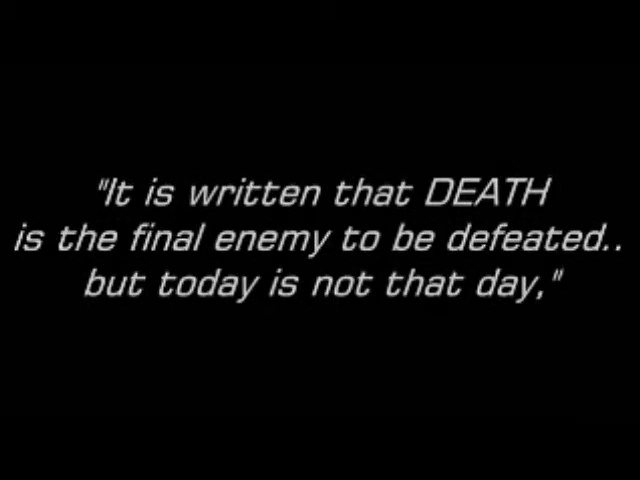 "It is written that DEATH
is the final enemy to be defeated..
but today is not that day,"